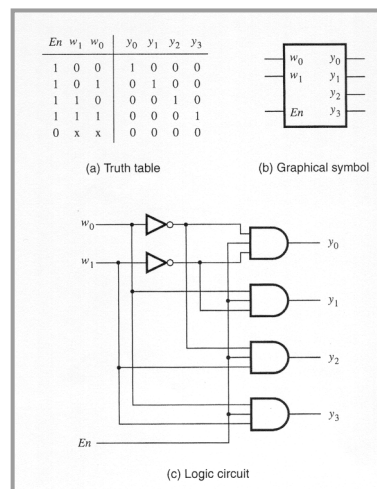 En w₁ w₀ y₀ y₁ y₂ y₃
1 0 0 1 0 0 0
1 0 1 0 1 0 0
1 1 0 0 0 1 0
1 1 1 0 0 0 1
0 x x 0 0 0 0
(a) Truth table
w₀ y₀
w₁ y₁
y₂
En y₃
(b) Graphical symbol
w₀
y₀
w₁
y₁
y₂
y₃
En
(c) Logic circuit